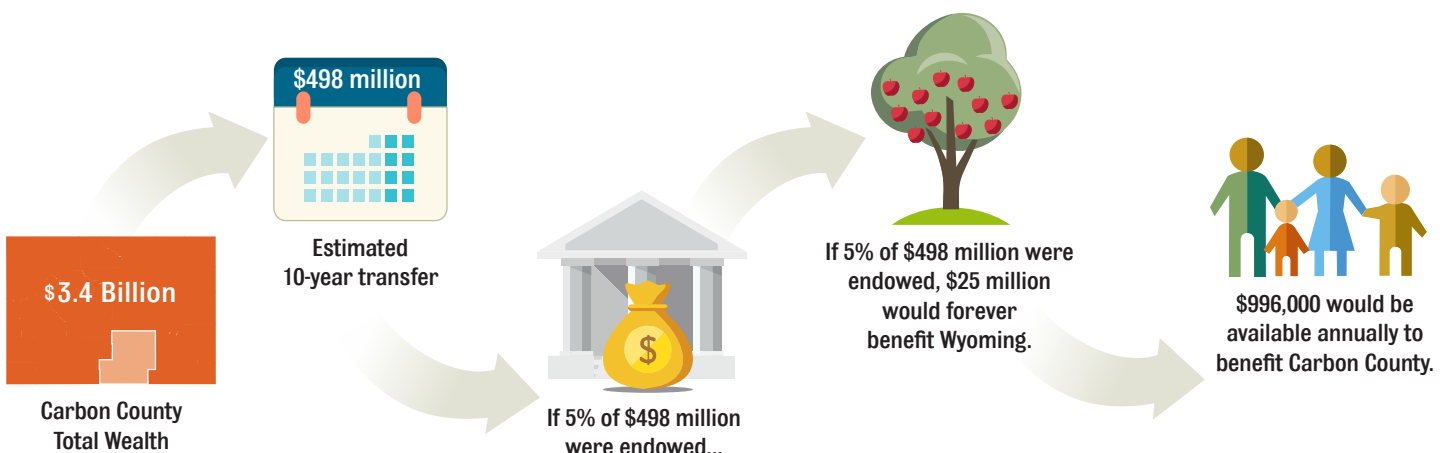 $3.4 Billion
Carbon County
Total Wealth
$498 million
Estimated
10-year transfer
$
If 5% of $498 million
were endowed...
If 5% of $498 million were
endowed, $25 million
would forever
benefit Wyoming.
$996,000 would be
available annually to
benefit Carbon County.